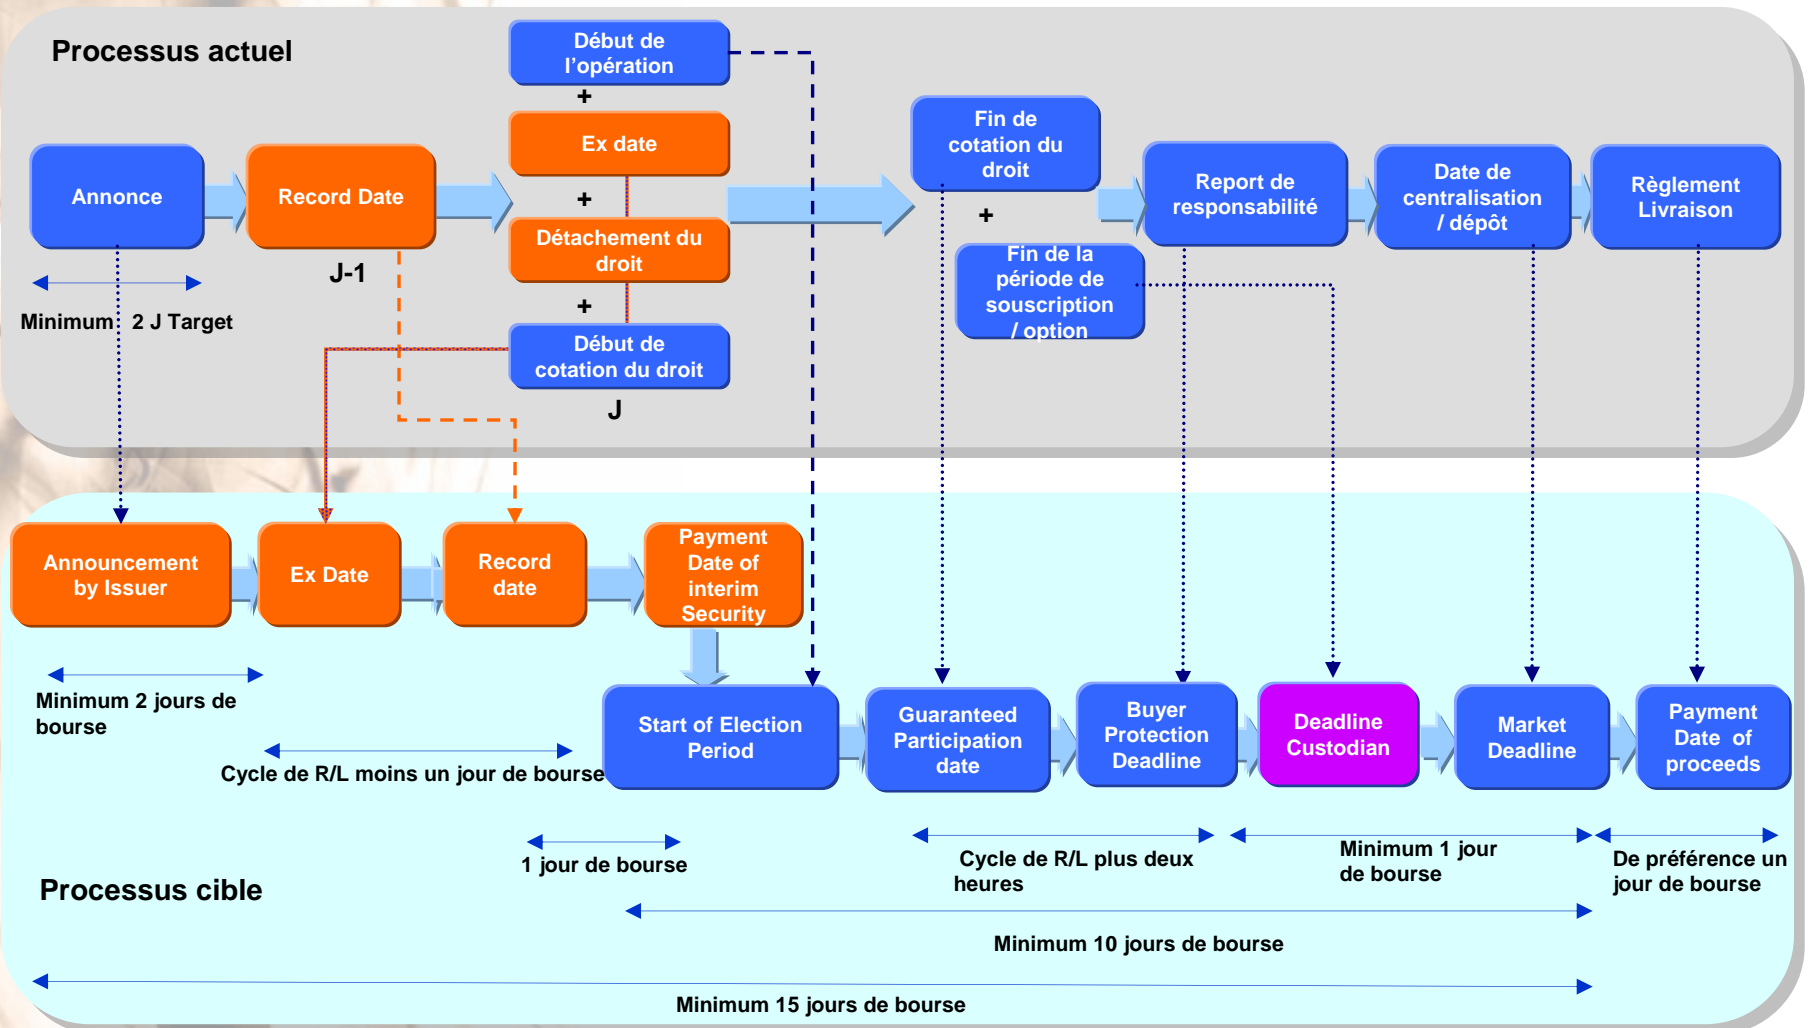 Processus actuel
Début de
l'opération
+
Ex date
+
Détachement du
droit
+
Début de
cotation du droit
J
Annonce
Minimum 2 J Target
Record Date
J-1
Fin de
cotation du
droit
+
Fin de la
période de
souscription
/ option
Report de
responsabilité
Date de
centralisation
/ dépôt
Règlement
Livraison
Announcement
by Issuer
Ex Date
Record
date
Payment
Date of
interim
Security
Minimum 2 jours de
bourse
Cycle de R/L moins un jour de bourse
1 jour de bourse
Start of Election
Period
Guaranteed
Participation
date
Buyer
Protection
Deadline
Deadline
Custodian
Market
Deadline
Payment
Date of
proceeds
Cycle de R/L plus deux
heures
Minimum 1 jour
de bourse
De préférence un
jour de bourse
Processus cible
Minimum 10 jours de bourse
Minimum 15 jours de bourse